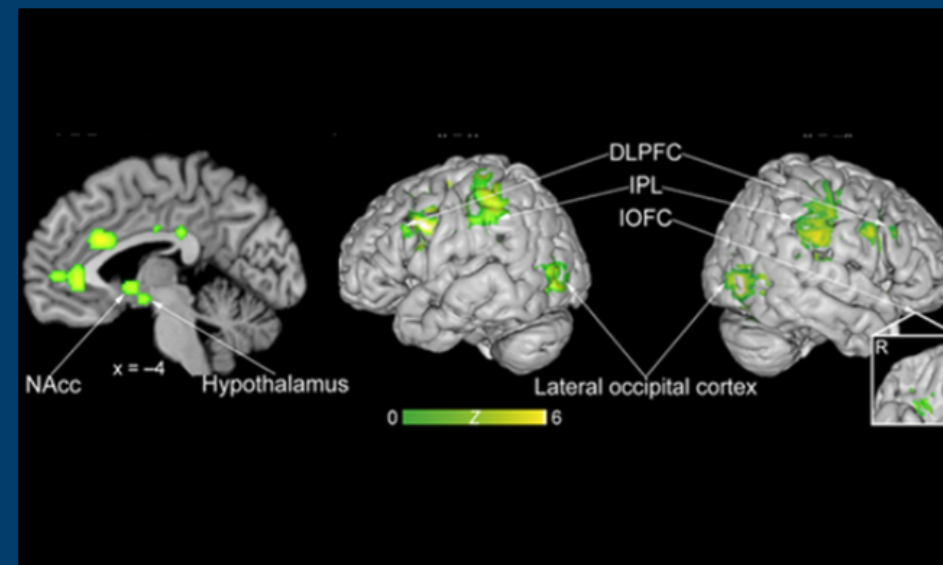 DLPFC
IPL
IOFC
R
NAcc
x = –4
Hypothalamus
Lateral occipital cortex
0
Z
6